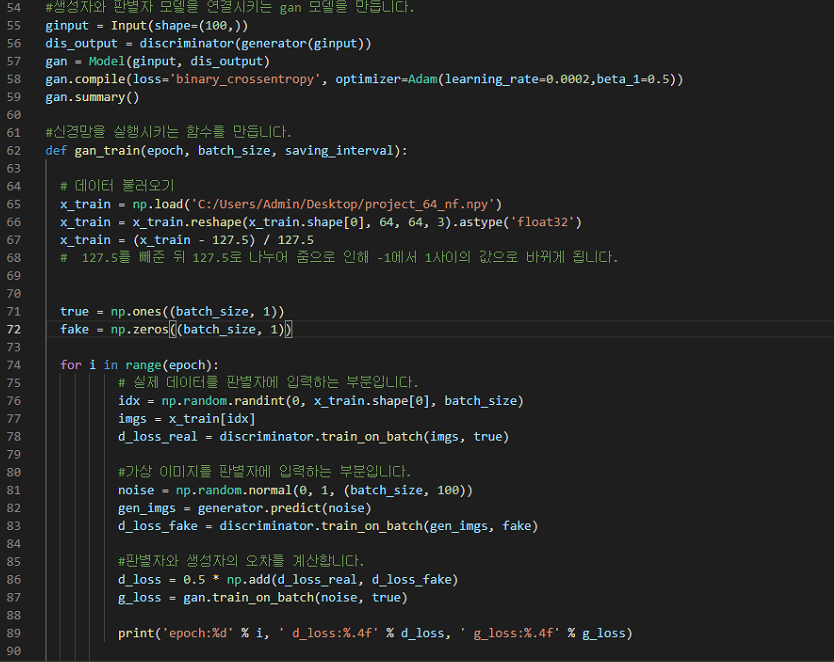 54 #생성자와 판별자 모델을 연결시키는 gan 모델을 만듭니다.
55 ginput = Input(shape=(100,))
56 dis_output = discriminator(generator(ginput))
57 gan = Model(ginput, dis_output)
58 gan.compile(loss='binary_crossentropy', optimizer=Adam(learning_rate=0.0002,beta_1=0.5))
59 gan.summary()
60
61 #신경망을 실행시키는 함수를 만듭니다.
62 def gan_train(epoch, batch_size, saving_interval):
63
64 # 데이터 불러오기
65 x_train = np.load('C:/Users/Admin/Desktop/project_64_nf.npy')
66 x_train = x_train.reshape(x_train.shape[0], 64, 64, 3).astype('float32')
67 x_train = (x_train - 127.5) / 127.5
68 # 127.5를 빼준 뒤 127.5로 나누어 줌으로 인해 -1에서 1사이의 값으로 바뀌게 됩니다.
69
70
71 true = np.ones((batch_size, 1))
72 fake = np.zeros((batch_size, 1))
73
74 for i in range(epoch):
75 # 실제 데이터를 판별자에 입력하는 부분입니다.
76 idx = np.random.randint(0, x_train.shape[0], batch_size)
77 imgs = x_train[idx]
78 d_loss_real = discriminator.train_on_batch(imgs, true)
79
80 #가상 이미지를 판별자에 입력하는 부분입니다.
81 noise = np.random.normal(0, 1, (batch_size, 100))
82 gen_imgs = generator.predict(noise)
83 d_loss_fake = discriminator.train_on_batch(gen_imgs, fake)
84
85 #판별자와 생성자의 오차를 계산합니다.
86 d_loss = 0.5 * np.add(d_loss_real, d_loss_fake)
87 g_loss = gan.train_on_batch(noise, true)
88
89 print('epoch:%d' % i, ' d_loss:%.4f' % d_loss, ' g_loss:%.4f' % g_loss)
90